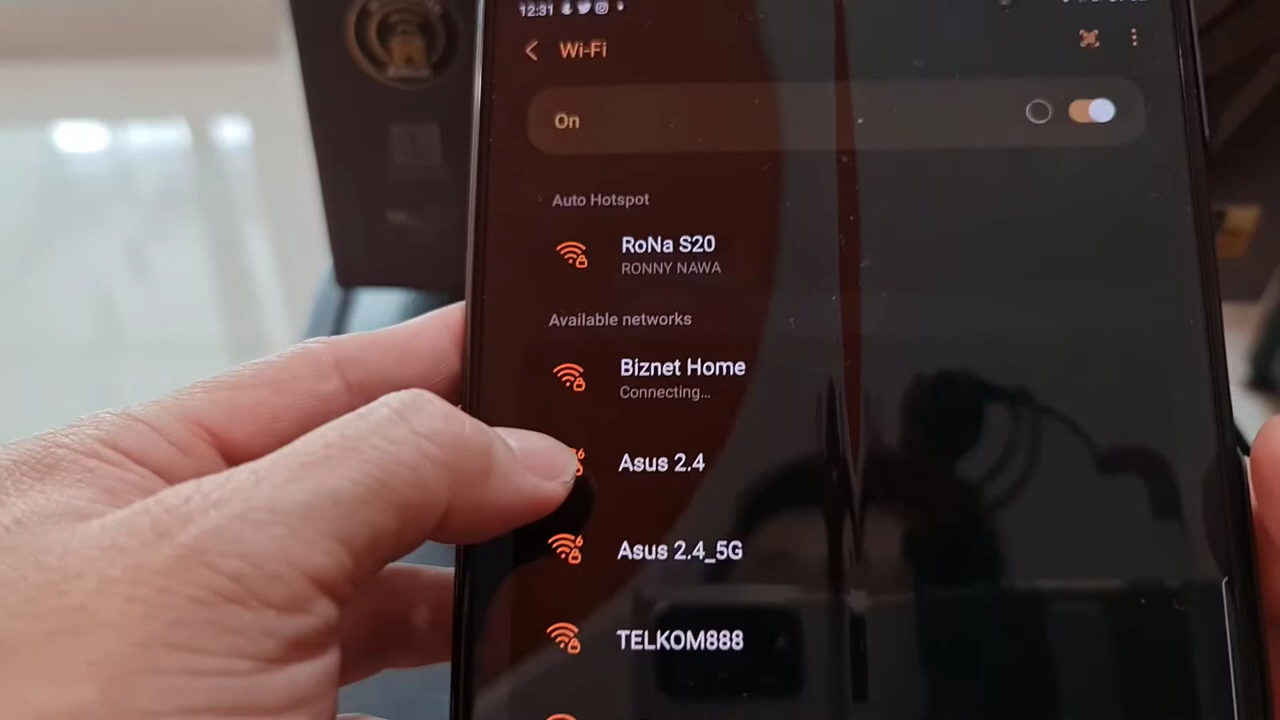 12:31
Wi-Fi
On
Auto Hotspot
RoNa S20
RONNY NAWA
Available networks
Biznet Home
Connecting...
Asus 2.4
Asus 2.4_5G
TELKOM888